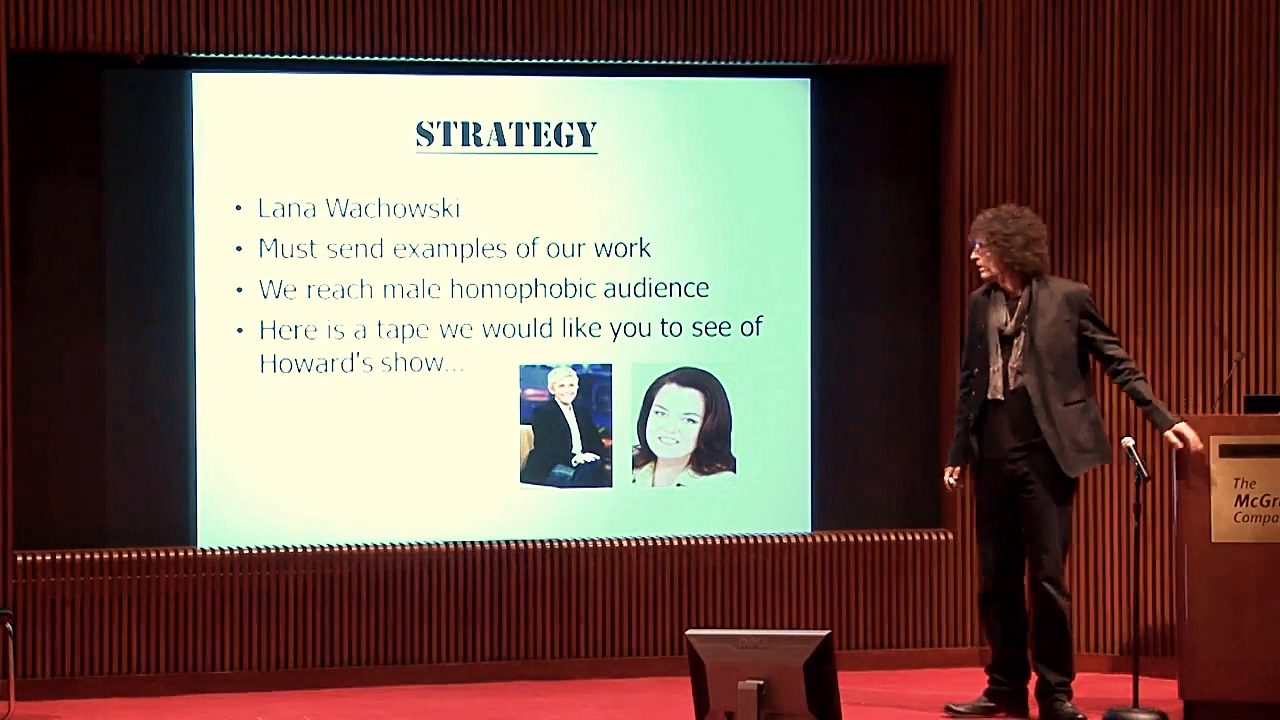 STRATEGY
• Lana Wachowski
• Must send examples of our work
• We reach male homophobic audience
• Here is a tape we would like you to see of
Howard's show...
The
McGr
Compa